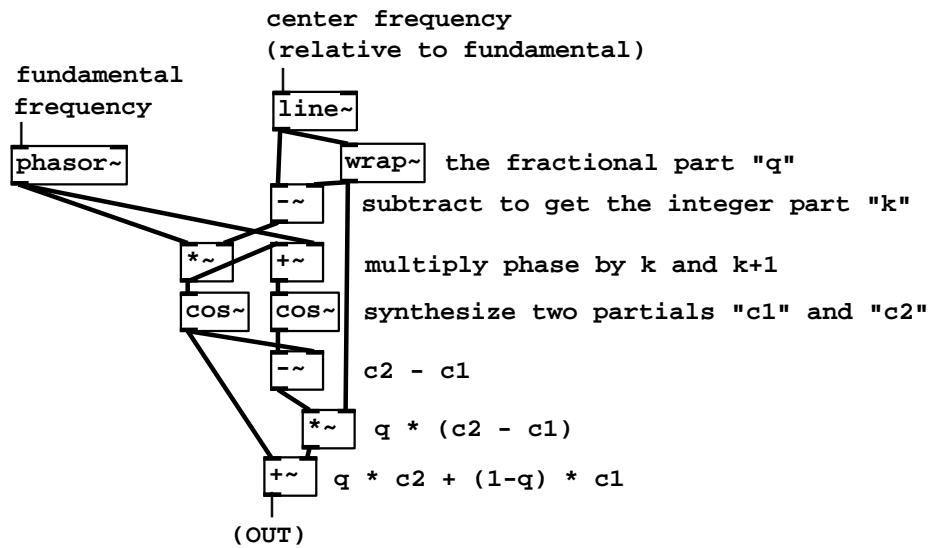 center frequency
(relative to fundamental)
fundamental
frequency
line~
phasor~
wrap~ the fractional part "q"
-~ subtract to get the integer part "k"
*~ +~ multiply phase by k and k+1
cos~ cos~ synthesize two partials "c1" and "c2"
-~ c2 - c1
*~ q * (c2 - c1)
+~ q * c2 + (1-q) * c1
(OUT)